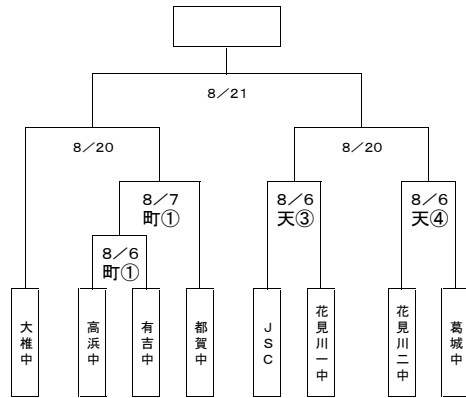 8／21
8／20
8／20
8／7
町①
8／6
天③
8／6
天④
8／6
町①
大椎中
高浜中
有吉中
都賀中
JSC
花見川一中
花見川二中
葛城中